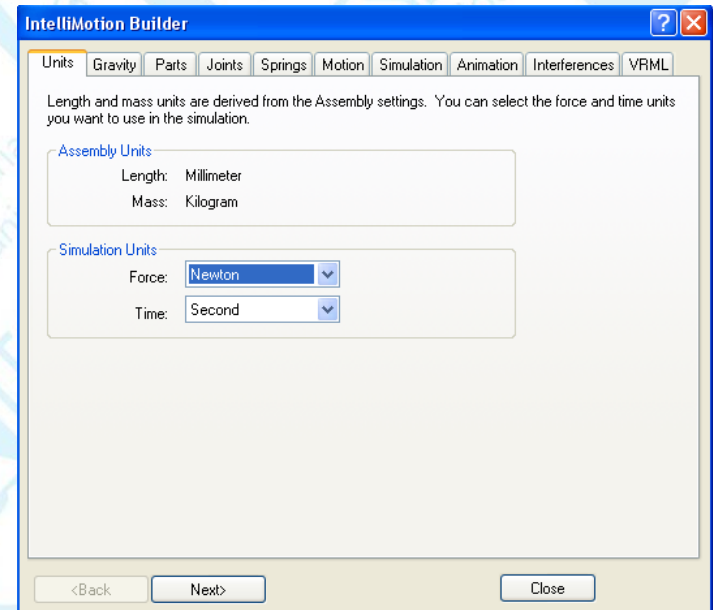 IntelliMotion Builder
?
Units Gravity Parts Joints Springs Motion Simulation Animation Interferences VRML
Length and mass units are derived from the Assembly settings. You can select the force and time units
you want to use in the simulation.
Assembly Units
Length: Millimeter
Mass: Kilogram
Simulation Units
Force: Newton
Time: Second
<Back Next> Close